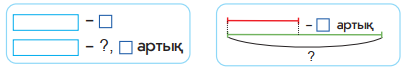 – □
– ?, □ артық
– □ артық
?